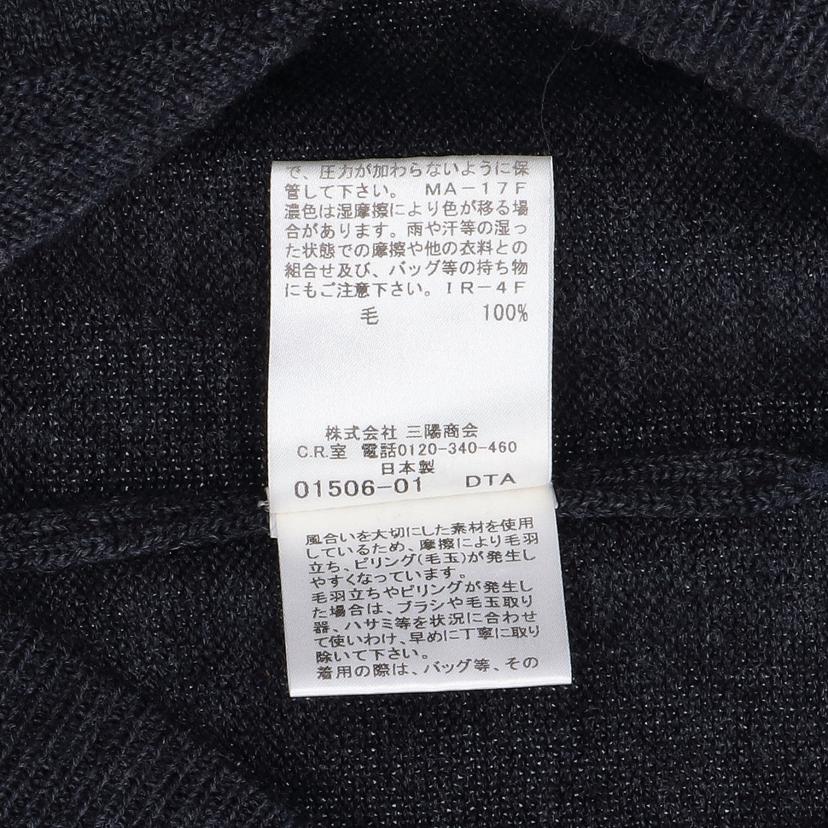 で、圧力が加わらないように保
管して下さい。 MA-17F
濃色は湿摩擦により色が移る場
合があります。雨や汗等の湿っ
た状態での摩擦や他の衣料との
組合せ及び、バッグ等の持ち物
にもご注意下さい。IR-4F
毛 100%
株式会社 三陽商会
C.R.室 電話0120-340-460
日本製
01506-01 DTA
風合いを大切にした素材を使用
しているため、摩擦により毛羽
立ち、ピリング(毛玉)が発生し
やすくなっています。
毛羽立ちやピリングが発生し
た場合は、ブラシや毛玉取り
器、ハサミ等を状況に合わせ
て使いわけ、早めに丁寧に取り
除いて下さい。
着用の際は、バッグ等、その